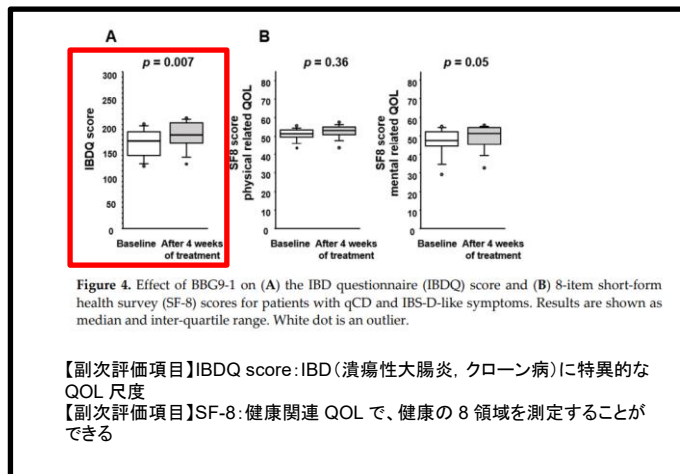 A
B
p = 0.007
p = 0.36
p = 0.05
IBDQ score
300
250
200
150
100
50
0
Baseline After 4 weeks
of treatment
SF8 score
physical related QOL
80
70
60
50
40
30
20
10
0
Baseline After 4 weeks
of treatment
SF8 score
mental related QOL
80
70
60
50
40
30
20
10
0
Baseline After 4 weeks
of treatment
Figure 4. Effect of BBG9-1 on (A) the IBD questionnaire (IBDQ) score and (B) 8-item short-form
health survey (SF-8) scores for patients with qCD and IBS-D-like symptoms. Results are shown as
median and inter-quartile range. White dot is an outlier.
【副次評価項目】IBDQ score:IBD(潰瘍性大腸炎, クローン病)に特異的な
QOL 尺度
【副次評価項目】SF-8:健康関連 QOL で、健康の 8 領域を測定することが
できる